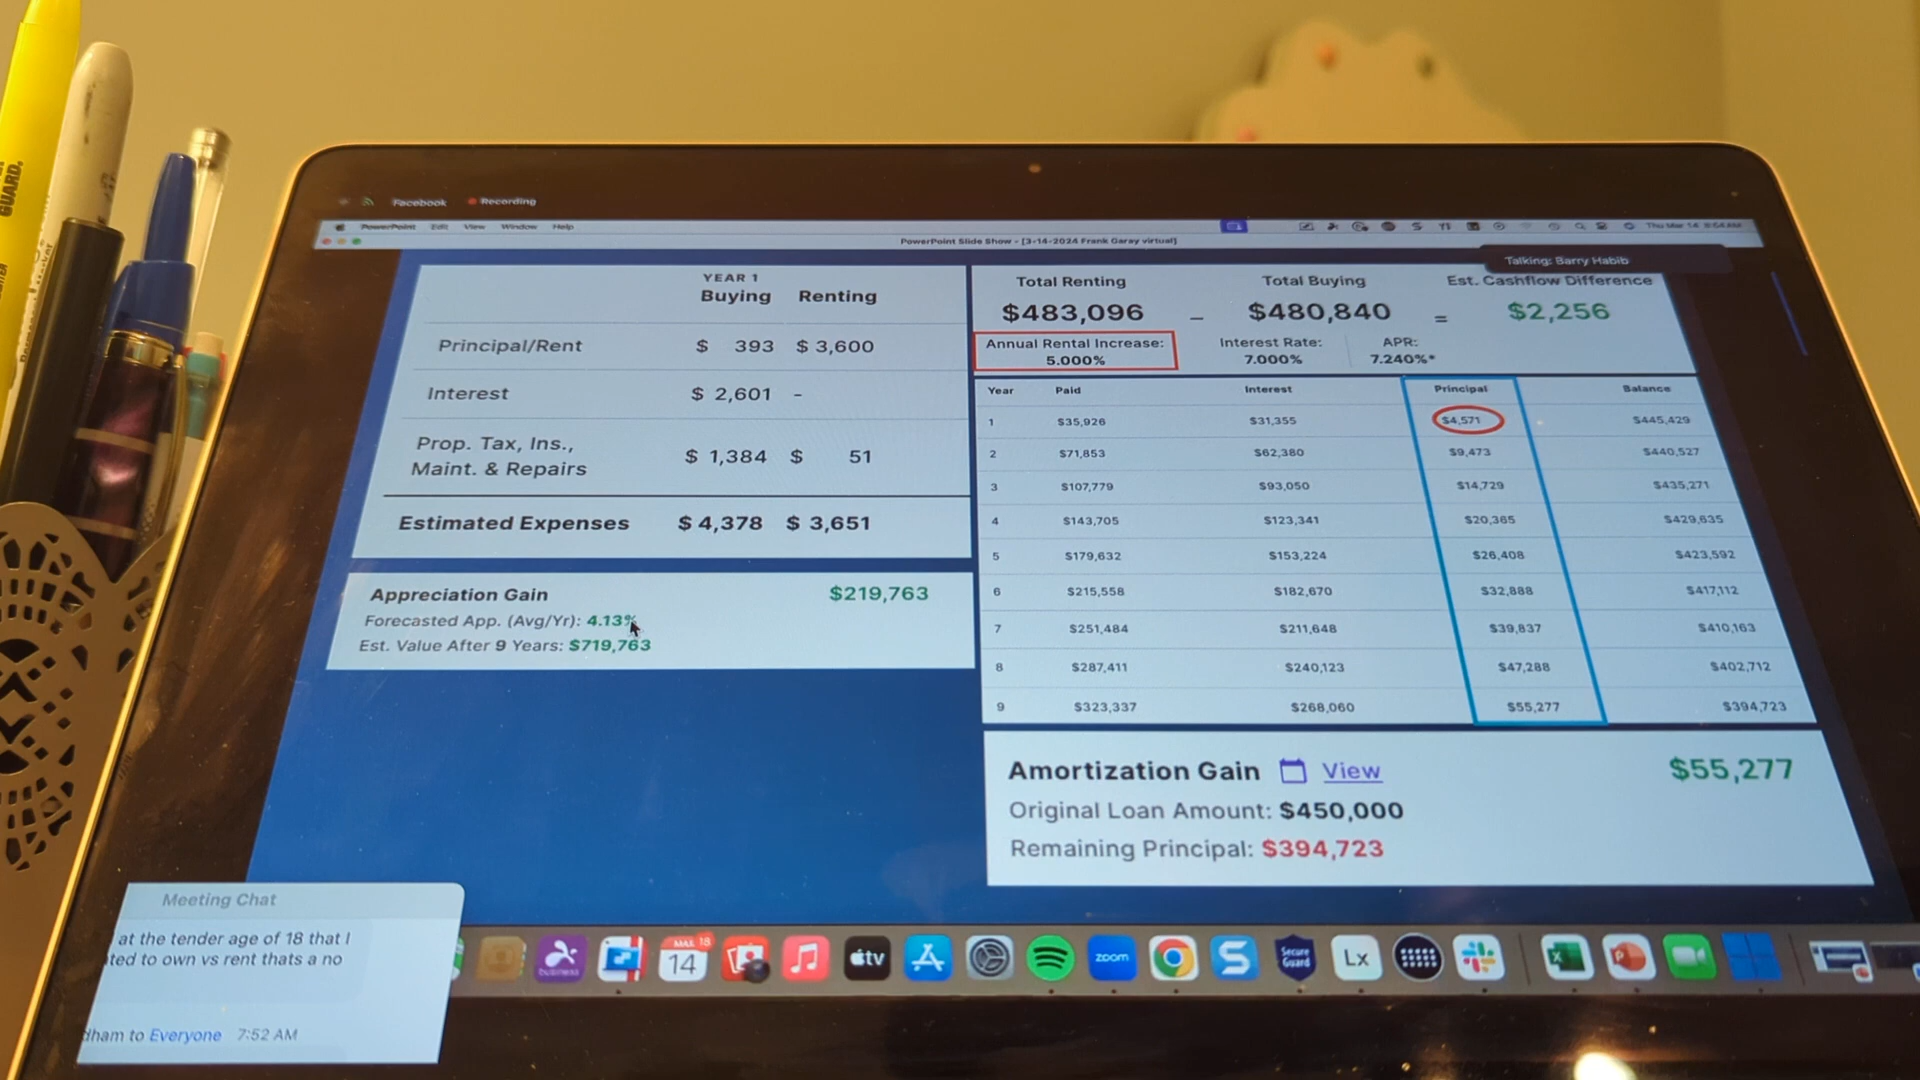 GUARD.
Facebook
Recording
PowerPoint Edit View Window Help
Thu Mar 14 8:54 AM
PowerPoint Slide Show - [3-14-2024 Frank Garay virtual]
Talking: Barry Habib
YEAR 1
Buying Renting
Principal/Rent $ 393 $ 3,600
Interest $ 2,601 -
Prop. Tax, Ins.,
Maint. & Repairs $ 1,384 $ 51
Estimated Expenses $ 4,378 $ 3,651
Appreciation Gain $219,763
Forecasted App. (Avg/Yr): 4.13%
Est. Value After 9 Years: $719,763
Total Renting Total Buying Est. Cashflow Difference
$483,096 – $480,840 = $2,256
Annual Rental Increase: Interest Rate: APR:
5.000% 7.000% 7.240%*
Year Paid Interest Principal Balance
1 $35,926 $31,355 $4,571 $445,429
2 $71,853 $62,380 $9,473 $440,527
3 $107,779 $93,050 $14,729 $435,271
4 $143,705 $123,341 $20,365 $429,635
5 $179,632 $153,224 $26,408 $423,592
6 $215,558 $182,670 $32,888 $417,112
7 $251,484 $211,648 $39,837 $410,163
8 $287,411 $240,123 $47,288 $402,712
9 $323,337 $268,060 $55,277 $394,723
Amortization Gain View $55,277
Original Loan Amount: $450,000
Remaining Principal: $394,723
Meeting Chat
at the tender age of 18 that I
ted to own vs rent thats a no
dham to Everyone 7:52 AM
business
MAR 18
14
tv
zoom
S
Secure
Guard
Lx
X
P